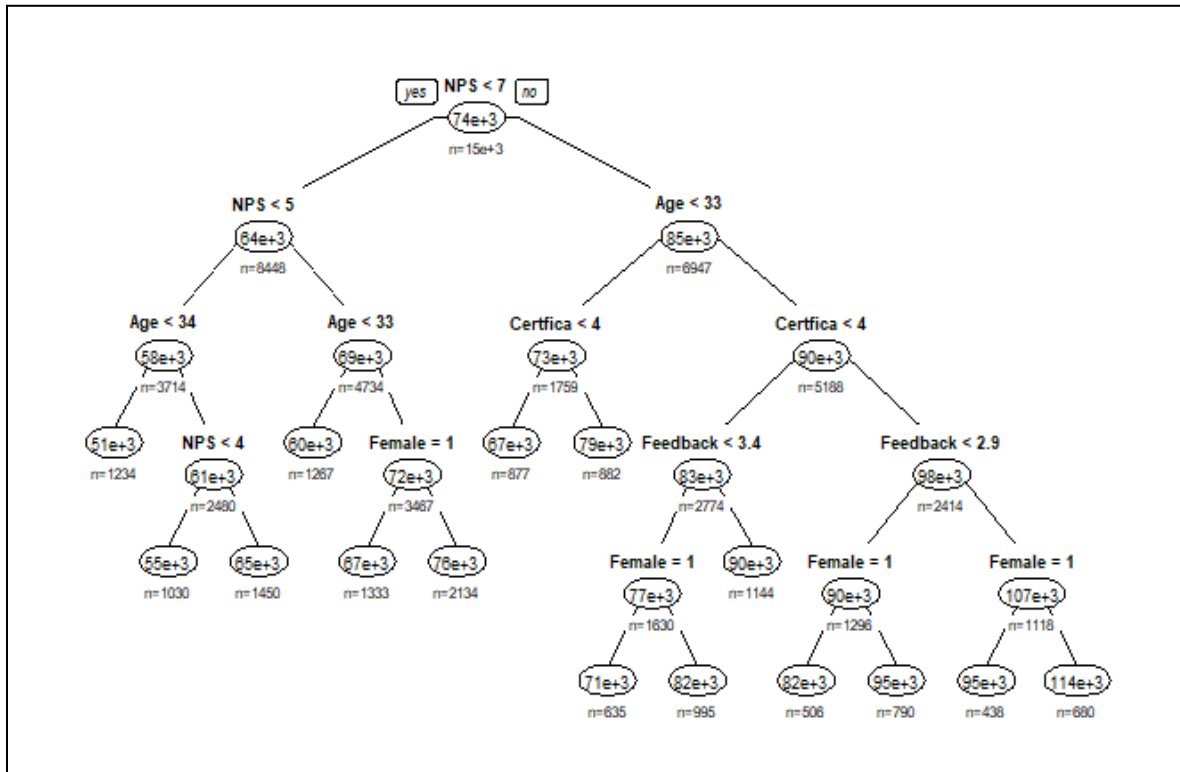 yes NPS < 7 no
74e+3
n=15e+3
NPS < 5 Age < 33
64e+3 85e+3
n=8448 n=6947
Age < 34 Age < 33 Certfica < 4 Certfica < 4
58e+3 69e+3 73e+3 90e+3
n=3714 n=4734 n=1759 n=5188
51e+3 NPS < 4 60e+3 Female = 1 67e+3 79e+3 Feedback < 3.4 Feedback < 2.9
n=1234 61e+3 n=1267 72e+3 n=877 n=882 83e+3 98e+3
n=2480 n=3467 n=2774 n=2414
55e+3 65e+3 67e+3 76e+3 Female = 1 90e+3 Female = 1 Female = 1
n=1030 n=1450 n=1333 n=2134 77e+3 n=1144 90e+3 107e+3
n=1630 n=1296 n=1118
71e+3 82e+3 82e+3 95e+3 95e+3 114e+3
n=635 n=995 n=506 n=790 n=438 n=680